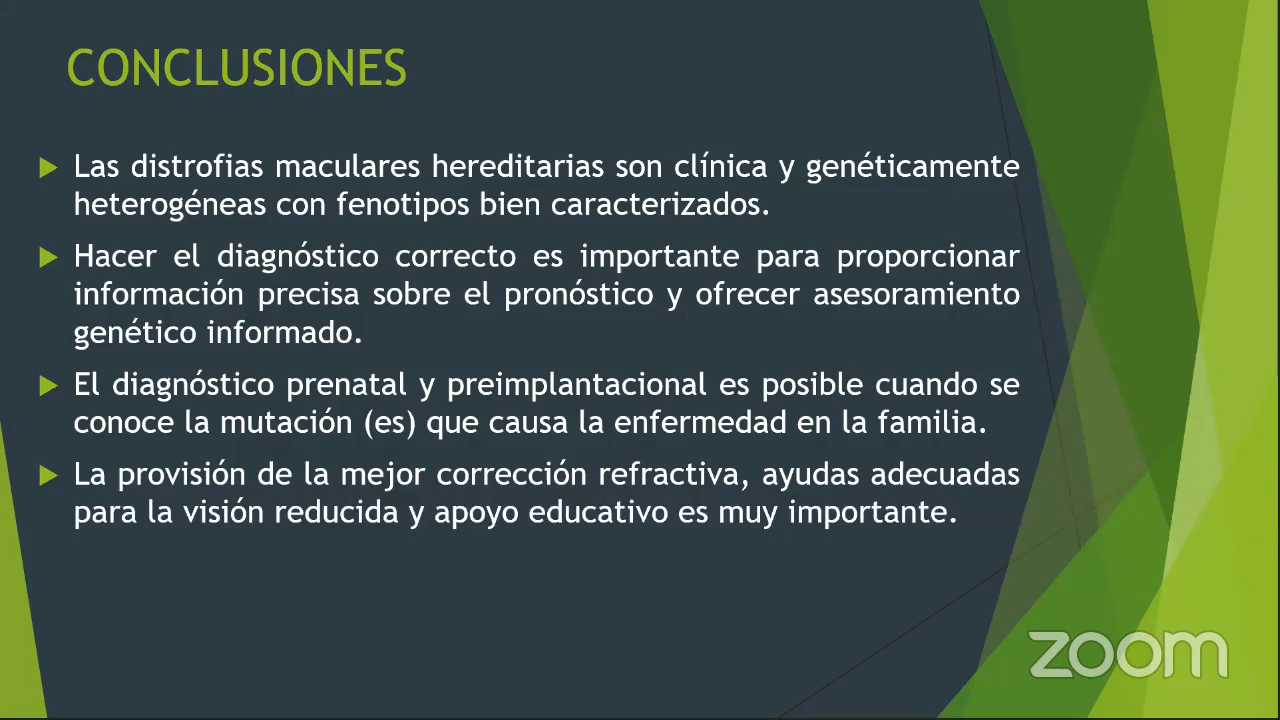 CONCLUSIONES
Las distrofias maculares hereditarias son clínica y genéticamente
heterogéneas con fenotipos bien caracterizados.
Hacer el diagnóstico correcto es importante para proporcionar
información precisa sobre el pronóstico y ofrecer asesoramiento
genético informado.
El diagnóstico prenatal y preimplantacional es posible cuando se
conoce la mutación (es) que causa la enfermedad en la familia.
La provisión de la mejor corrección refractiva, ayudas adecuadas
para la visión reducida y apoyo educativo es muy importante.
zoom